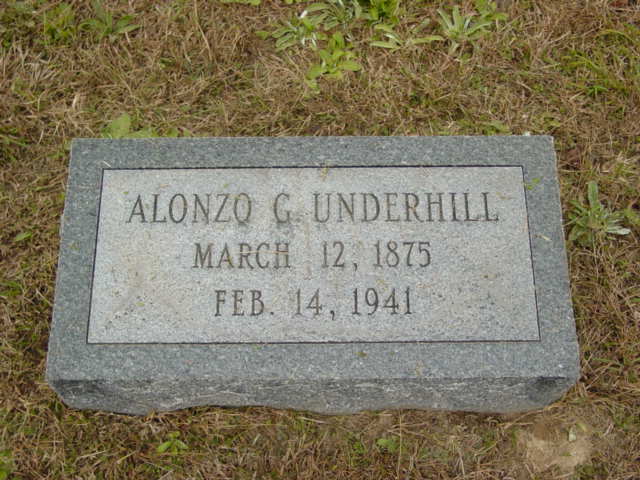 ALONZO G. UNDERHILL
MARCH 12, 1875
FEB. 14, 1941